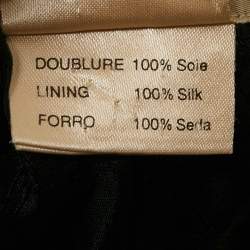 DOUBLURE 100% Soie
LINING 100% Silk
FORRO 100% Seda